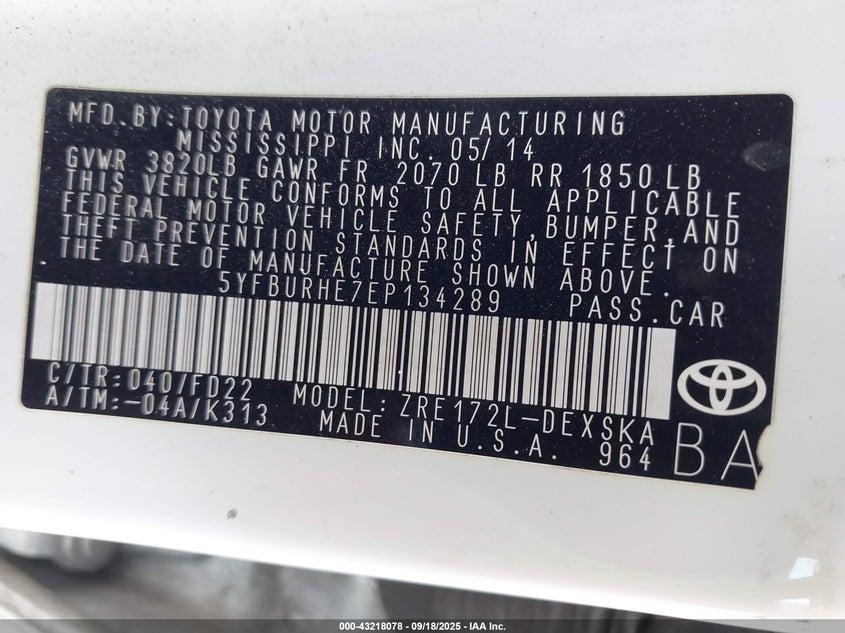 MFD. BY: TOYOTA MOTOR MANUFACTURING
MISSISSIPPI INC. 05/14
GVWR 3820LB GAWR FR 2070 LB RR 1850 LB
THIS VEHICLE CONFORMS TO ALL APPLICABLE
FEDERAL MOTOR VEHICLE SAFETY, BUMPER, AND
THEFT PREVENTION STANDARDS IN EFFECT ON
THE DATE OF MANUFACTURE SHOWN ABOVE.
5YFBURHE7EP134289 PASS. CAR
C/TR: 040/FD22 MODEL: ZRE172L-DEXSKA
A/TM: -04A/K313 MADE IN U.S.A. 964 BA
000-43218078 - 09/18/2025 - IAA Inc.